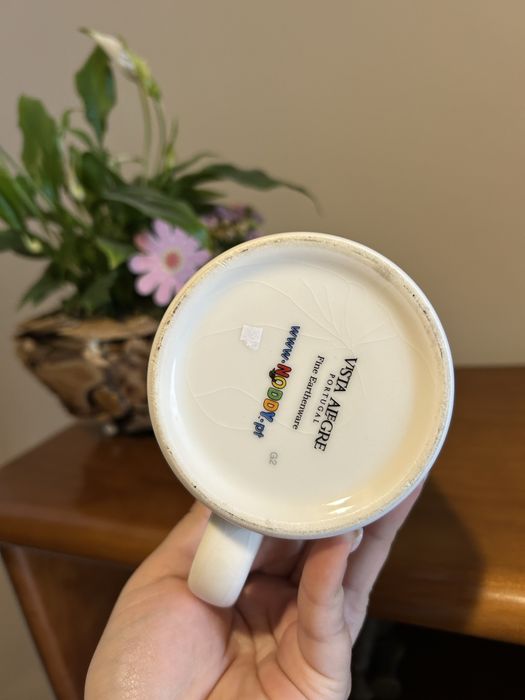 VISTA ALEGRE
PORTUGAL
Fine Earthenware
www.NODDY.pt
G2